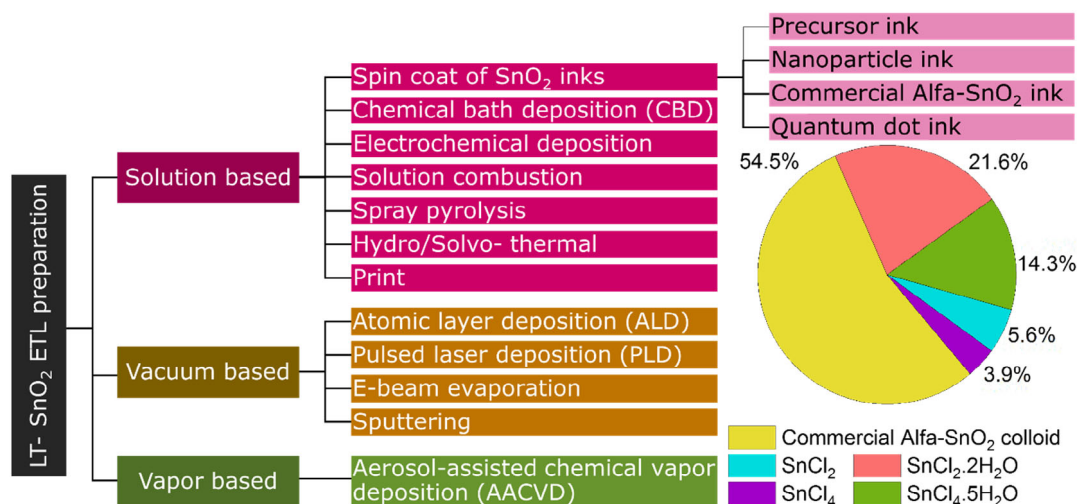 LT- SnO₂ ETL preparation
Solution based
Spin coat of SnO₂ inks
Chemical bath deposition (CBD)
Electrochemical deposition
Solution combustion
Spray pyrolysis
Hydro/Solvo- thermal
Print
Precursor ink
Nanoparticle ink
Commercial Alfa-SnO₂ ink
Quantum dot ink
Vacuum based
Atomic layer deposition (ALD)
Pulsed laser deposition (PLD)
E-beam evaporation
Sputtering
Vapor based
Aerosol-assisted chemical vapor
deposition (AACVD)
54.5%
21.6%
14.3%
5.6%
3.9%
Commercial Alfa-SnO₂ colloid
SnCl₂
SnCl₂.2H₂O
SnCl₄
SnCl₄.5H₂O